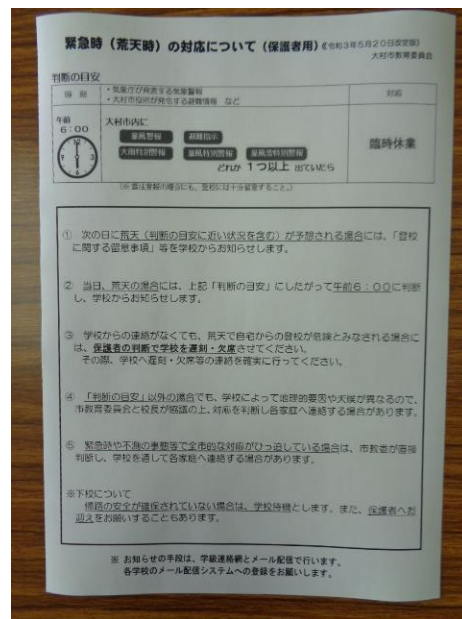 緊急時（荒天時）の対応について（保護者用）《令和3年5月20日改定版》
大村市教育委員会
判断の目安
時刻
・気象庁が発表する気象警報
・大村市役所が発令する避難情報 など
対応
午前
6：00
大村市内に
暴風警報 避難指示
大雨特別警報 暴風特別警報 暴風雪特別警報
どれか 1つ以上 出ていたら
臨時休業
（※ 雷注意報の場合にも、登校には十分留意すること。）
① 次の日に荒天（判断の目安に近い状況を含む）が予想される場合には、「登校
に関する留意事項」等を学校からお知らせします。
② 当日、荒天の場合には、上記「判断の目安」にしたがって午前6：00に判断
し、学校からお知らせします。
③ 学校からの連絡がなくても、荒天で自宅からの登校が危険とみなされる場合に
は、保護者の判断で学校を遅刻・欠席させてください。
その際、学校へ遅刻・欠席等の連絡を確実に行ってください。
④ 「判断の目安」以外の場合でも、学校によって地理的要因や天候が異なるので、
市教育委員会と校長が協議の上、対応を判断し各家庭へ連絡する場合があります。
⑤ 緊急時や不測の事態等で全市的な対応がひっ迫している場合は、市教委が直接
判断し、学校を通して各家庭へ連絡する場合があります。
※下校について
帰路の安全が確保されていない場合は、学校待機とします。また、保護者へお
迎えをお願いすることもあります。
※ お知らせの手段は、学級連絡網とメール配信で行います。
各学校のメール配信システムへの登録をお願いします。